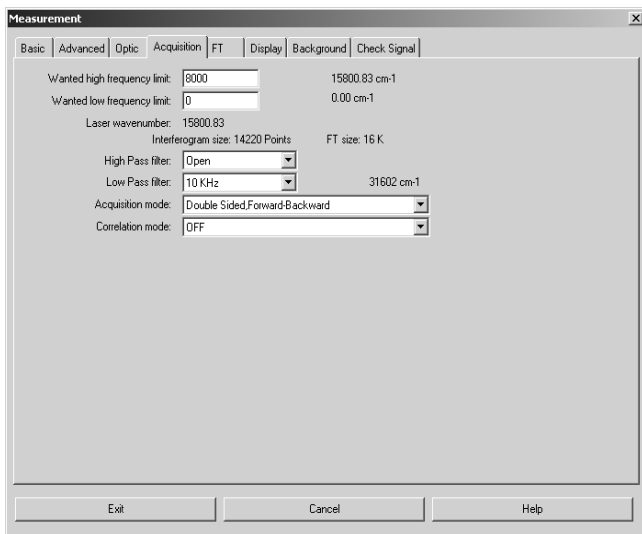 Measurement
Basic Advanced Optic Acquisition FT Display Background Check Signal
Wanted high frequency limit: 8000 15800.83 cm-1
Wanted low frequency limit: 0 0.00 cm-1
Laser wavenumber: 15800.83
Interferogram size: 14220 Points FT size: 16 K
High Pass filter: Open
Low Pass filter: 10 KHz 31602 cm-1
Acquisition mode: Double Sided,Forward-Backward
Correlation mode: OFF
Exit Cancel Help